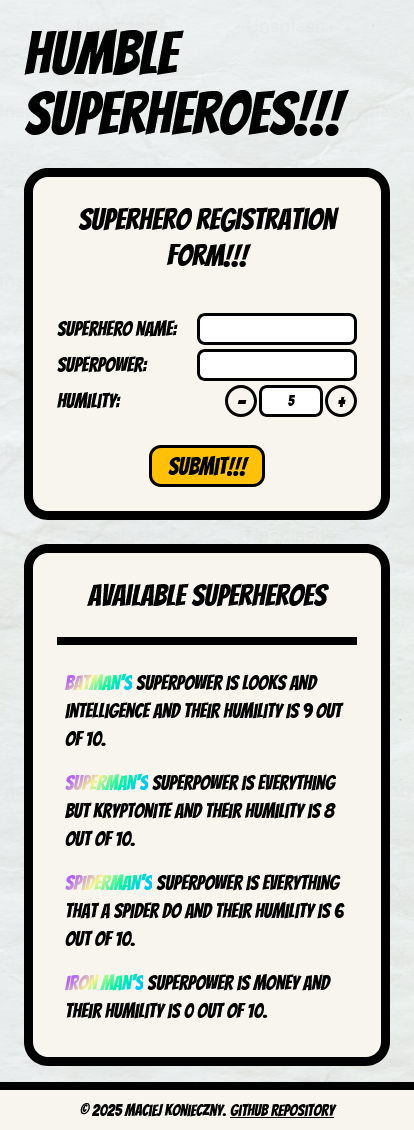 HUMBLE
SUPERHEROES!!!
SUPERHERO REGISTRATION
FORM!!!
SUPERHERO NAME:
SUPERPOWER:
HUMILITY:
- 5 +
SUBMIT!!!
AVAILABLE SUPERHEROES
BATMAN'S SUPERPOWER IS LOOKS AND
INTELLIGENCE AND THEIR HUMILITY IS 9 OUT
OF 10.
SUPERMAN'S SUPERPOWER IS EVERYTHING
BUT KRYPTONITE AND THEIR HUMILITY IS 8
OUT OF 10.
SPIDERMAN'S SUPERPOWER IS EVERYTHING
THAT A SPIDER DO AND THEIR HUMILITY IS 6
OUT OF 10.
IRON MAN'S SUPERPOWER IS MONEY AND
THEIR HUMILITY IS 0 OUT OF 10.
© 2025 MACIEJ KONIECZNY. GITHUB REPOSITORY